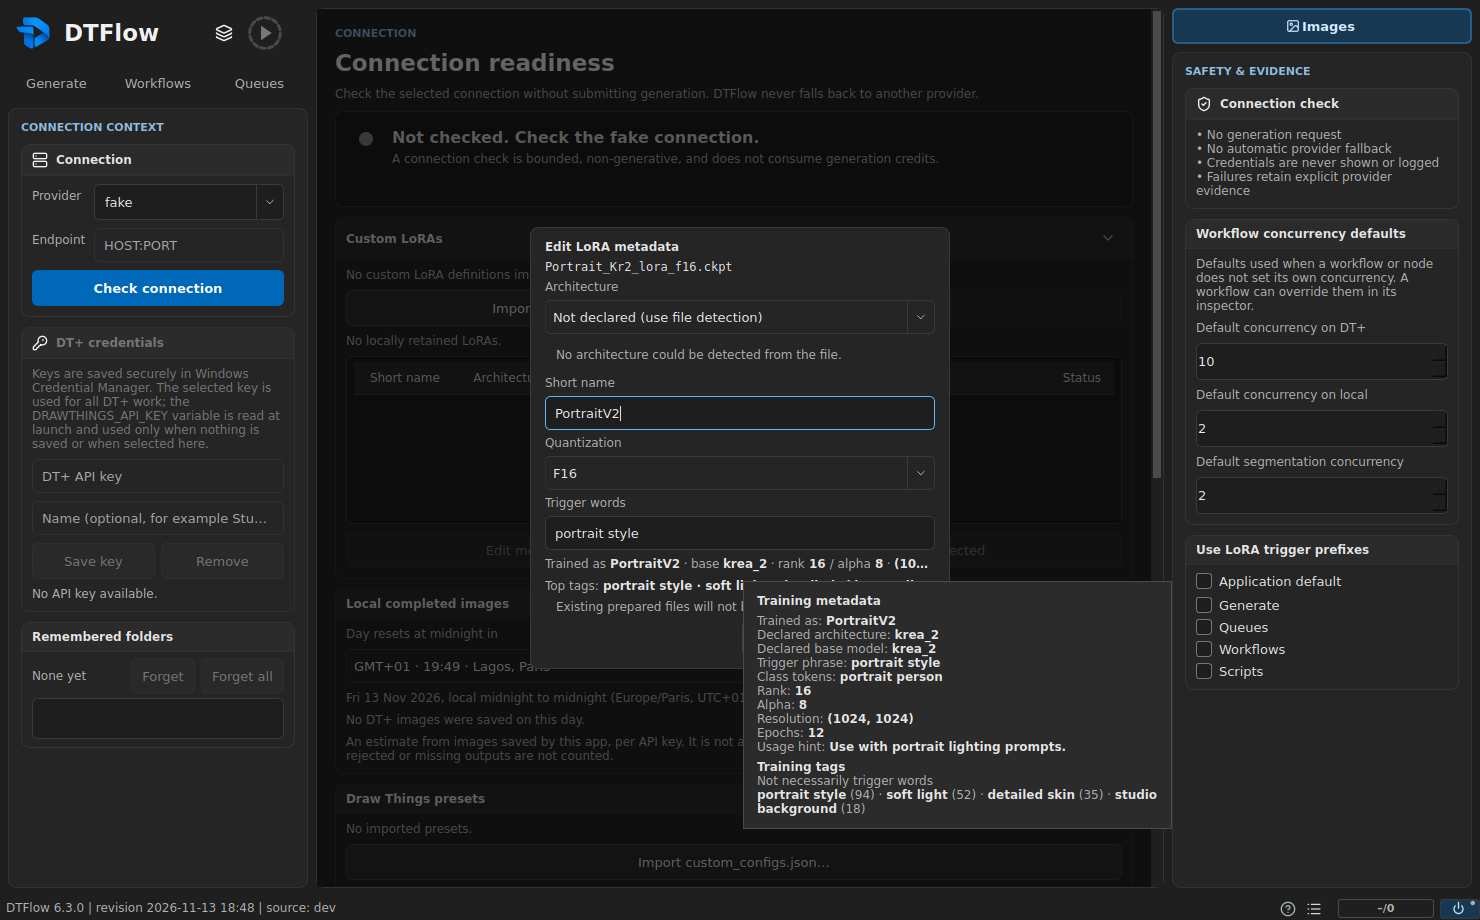 DTFlow
Generate
Workflows
Queues
CONNECTION CONTEXT
Connection
Provider
fake
Endpoint
HOST:PORT
Check connection
DT+ credentials
Keys are saved securely in Windows
Credential Manager. The selected key is
used for all DT+ work; the
DRAWTHINGS_API_KEY variable is read at
launch and used only when nothing is
saved or when selected here.
DT+ API key
Name (optional, for example Stu...
Save key
Remove
No API key available.
Remembered folders
None yet
Forget
Forget all
CONNECTION
Connection readiness
Check the selected connection without submitting generation. DTFlow never falls back to another provider.
Not checked. Check the fake connection.
A connection check is bounded, non-generative, and does not consume generation credits.
Custom LoRAs
No custom LoRA definitions im
Impor
No locally retained LoRAs.
Short name
Architectu
Status
Edit me
ected
Local completed images
Day resets at midnight in
GMT+01 · 19:49 · Lagos, Paris
Fri 13 Nov 2026, local midnight to midnight (Europe/Paris, UTC+01
No DT+ images were saved on this day.
An estimate from images saved by this app, per API key. It is not a
rejected or missing outputs are not counted.
Draw Things presets
No imported presets.
Import custom_configs.json...
Edit LoRA metadata
Portrait_Kr2_lora_f16.ckpt
Architecture
Not declared (use file detection)
No architecture could be detected from the file.
Short name
PortraitV2
Quantization
F16
Trigger words
portrait style
Trained as PortraitV2 · base krea_2 · rank 16 / alpha 8 · (10...
Top tags: portrait style · soft li
Existing prepared files will not b
Training metadata
Trained as: PortraitV2
Declared architecture: krea_2
Declared base model: krea_2
Trigger phrase: portrait style
Class tokens: portrait person
Rank: 16
Alpha: 8
Resolution: (1024, 1024)
Epochs: 12
Usage hint: Use with portrait lighting prompts.
Training tags
Not necessarily trigger words
portrait style (94) · soft light (52) · detailed skin (35) · studio
background (18)
Images
SAFETY & EVIDENCE
Connection check
• No generation request
• No automatic provider fallback
• Credentials are never shown or logged
• Failures retain explicit provider
evidence
Workflow concurrency defaults
Defaults used when a workflow or node
does not set its own concurrency. A
workflow can override them in its
inspector.
Default concurrency on DT+
10
Default concurrency on local
2
Default segmentation concurrency
2
Use LoRA trigger prefixes
Application default
Generate
Queues
Workflows
Scripts
DTFlow 6.3.0 | revision 2026-11-13 18:48 | source: dev
–/0